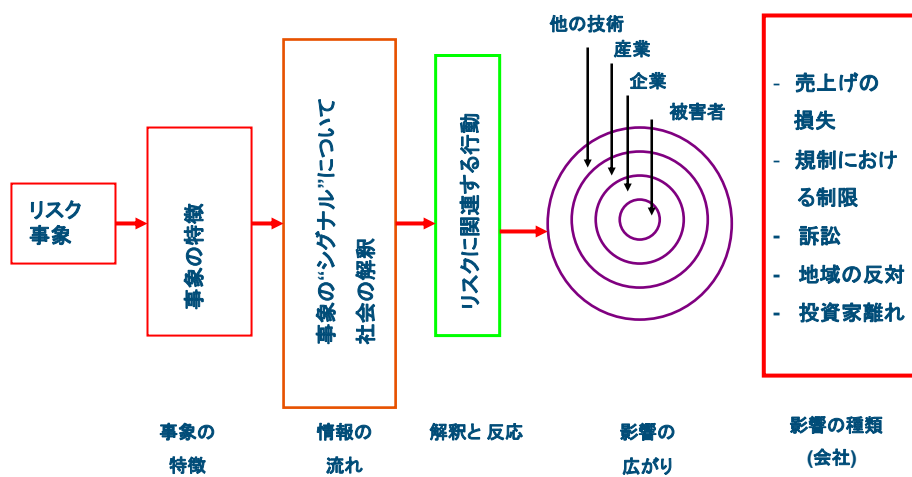 リスク
事象
事象の特徴
事象の“シグナル”について
社会の解釈
リスクに関連する行動
他の技術
産業
企業
被害者
- 売上げの
損失
- 規制におけ
る制限
- 訴訟
- 地域の反対
- 投資家離れ
事象の
特徴
情報の
流れ
解釈と 反応
影響の
広がり
影響の種類
(会社)